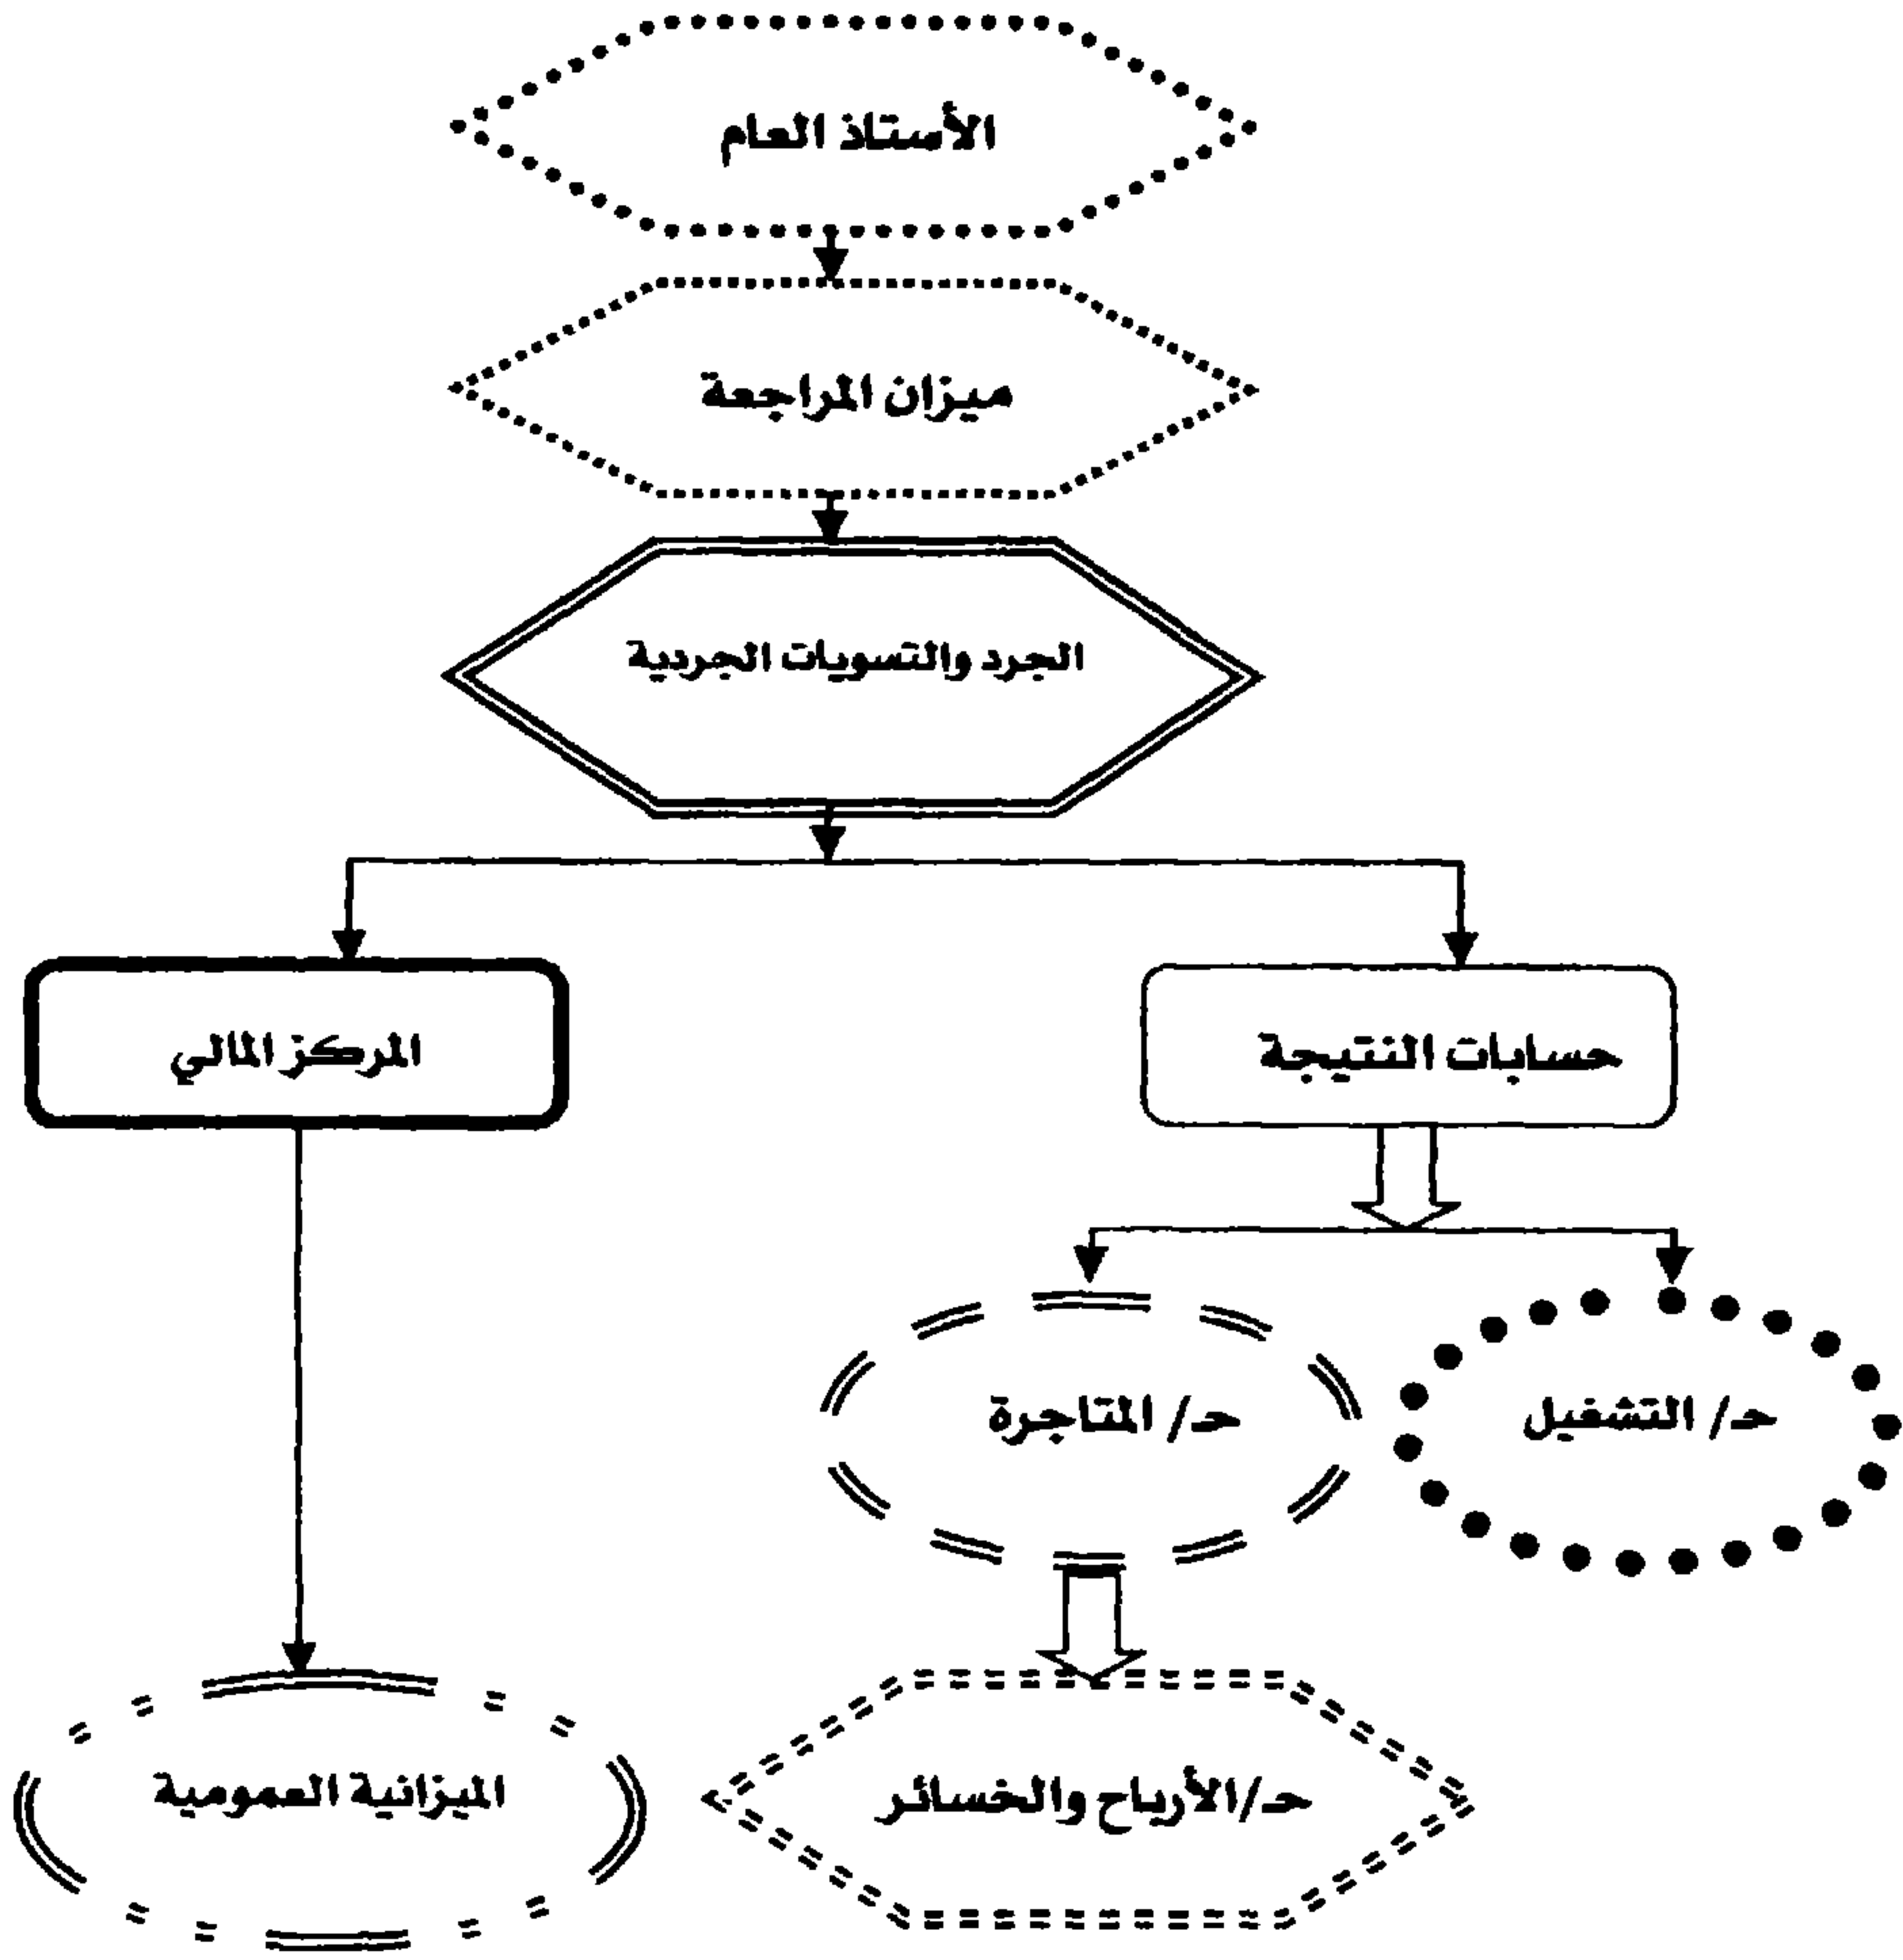 الأستاذ العام
ميزان المراجعة
الجرد والتسويات الجردية
حسابات النتيجة
المركز المالي
حـ/ التشغيل
حـ/ المتاجرة
حـ/الأرباح والخسائر
الميزانية العمومية